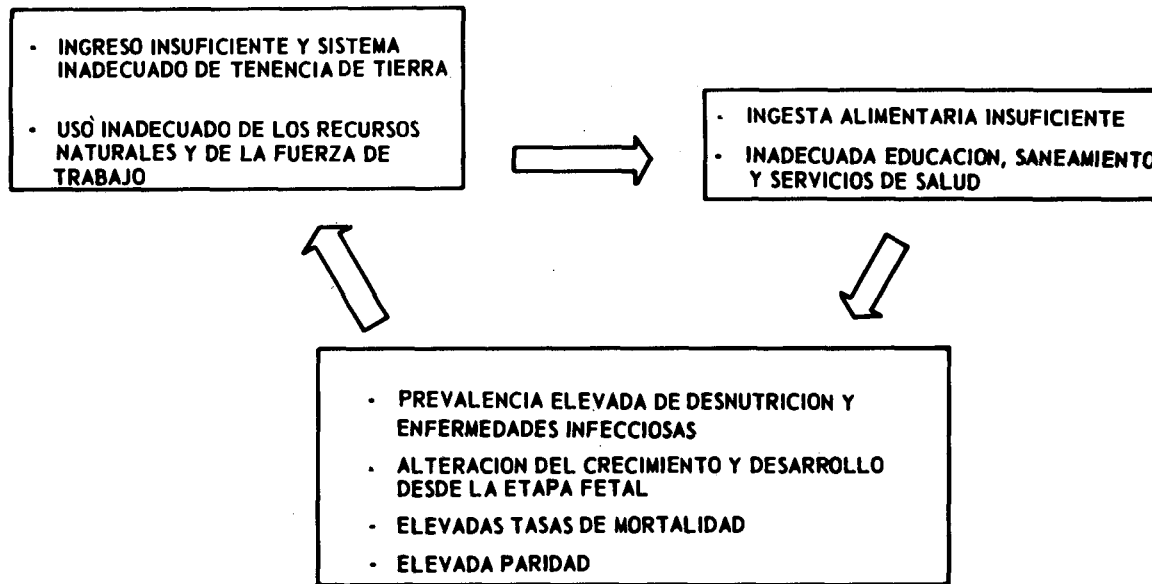 - INGRESO INSUFICIENTE Y SISTEMA
INADECUADO DE TENENCIA DE TIERRA
- USO INADECUADO DE LOS RECURSOS
NATURALES Y DE LA FUERZA DE
TRABAJO
- INGESTA ALIMENTARIA INSUFICIENTE
- INADECUADA EDUCACION, SANEAMIENTO
Y SERVICIOS DE SALUD
- PREVALENCIA ELEVADA DE DESNUTRICION Y
ENFERMEDADES INFECCIOSAS
- ALTERACION DEL CRECIMIENTO Y DESARROLLO
DESDE LA ETAPA FETAL
- ELEVADAS TASAS DE MORTALIDAD
- ELEVADA PARIDAD